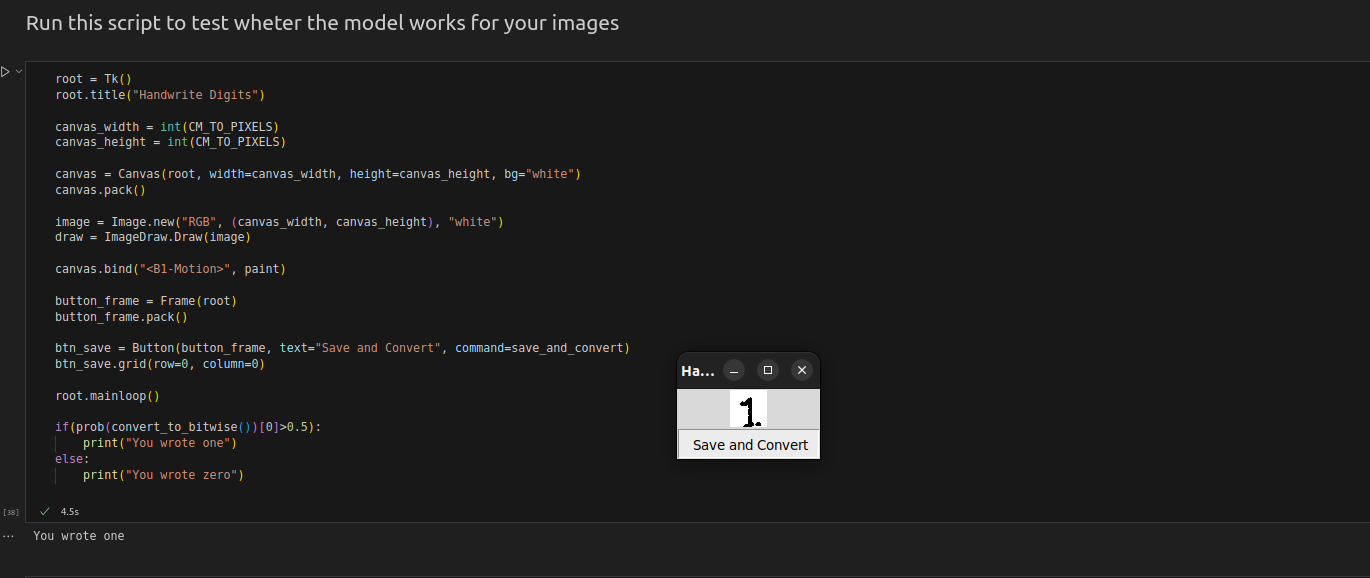 Run this script to test wheter the model works for your images
root = Tk()
root.title("Handwrite Digits")
canvas_width = int(CM_TO_PIXELS)
canvas_height = int(CM_TO_PIXELS)
canvas = Canvas(root, width=canvas_width, height=canvas_height, bg="white")
canvas.pack()
image = Image.new("RGB", (canvas_width, canvas_height), "white")
draw = ImageDraw.Draw(image)
canvas.bind("<B1-Motion>", paint)
button_frame = Frame(root)
button_frame.pack()
btn_save = Button(button_frame, text="Save and Convert", command=save_and_convert)
btn_save.grid(row=0, column=0)
root.mainloop()
if(prob(convert_to_bitwise())[0]>0.5):
    print("You wrote one")
else:
    print("You wrote zero")
Ha...
1.
Save and Convert
[38]
4.5s
... You wrote one